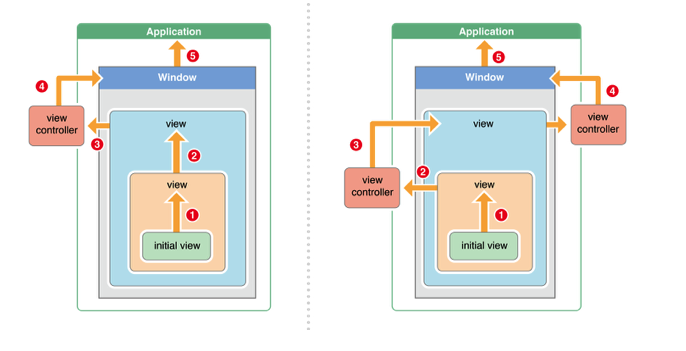 Application
5
Window
4
view
controller
3
view
2
view
1
initial view
Application
5
Window
4
view
controller
view
3
2
view
controller
view
1
initial view